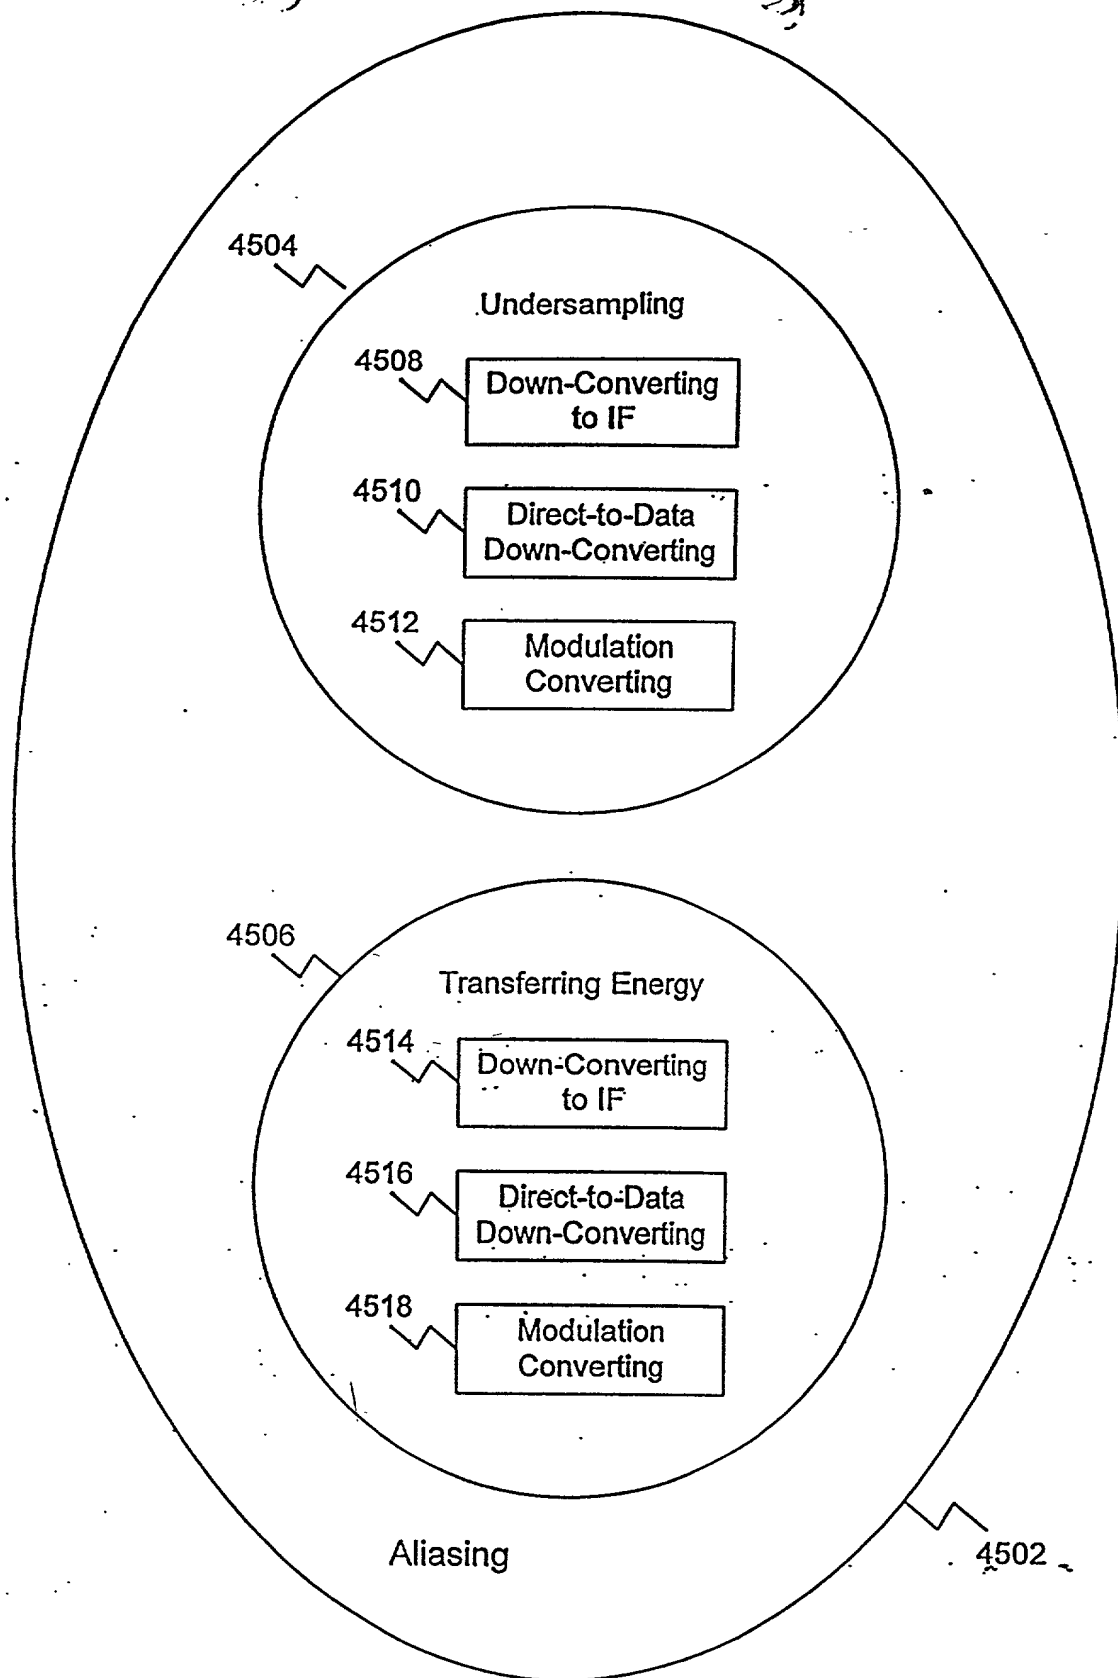 4504
Undersampling
4508
Down-Converting
to IF
4510
Direct-to-Data
Down-Converting
4512
Modulation
Converting
4506
Transferring Energy
4514
Down-Converting
to IF
4516
Direct-to-Data
Down-Converting
4518
Modulation
Converting
Aliasing
4502